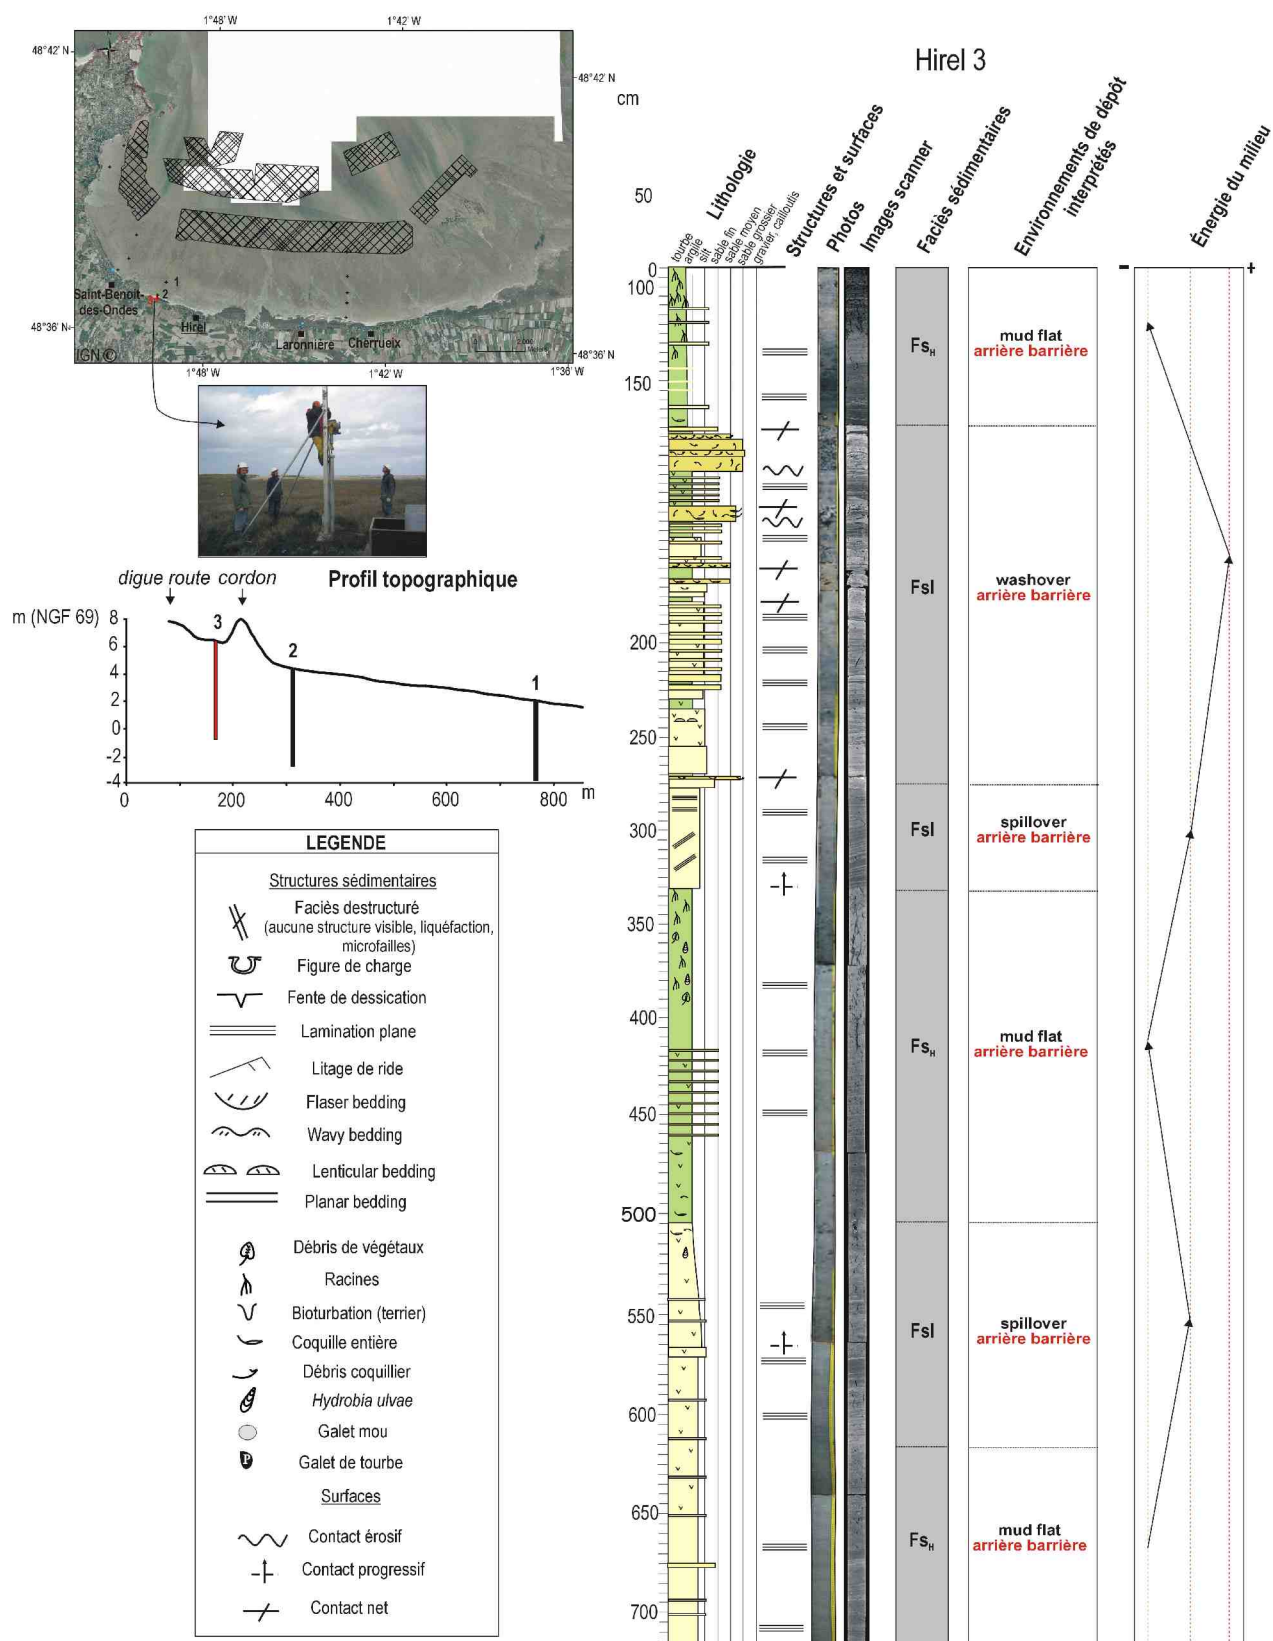 1°48' W
1°42' W
48°42' N
48°42' N
1
2
Saint-Benoît-
des-Ondes
Hirel
Laronnière
Cherrueix
48°36' N
48°36' N
IGN ©
1°48' W
1°42' W
1°36' W
digue route cordon
Profil topographique
m (NGF 69)
8
6
4
2
0
-2
-4
3
2
1
0
200
400
600
800
m
LEGENDE
Structures sédimentaires
Faciès destructuré
(aucune structure visible, liquéfaction,
microfailles)
Figure de charge
Fente de dessication
Lamination plane
Litage de ride
Flaser bedding
Wavy bedding
Lenticular bedding
Planar bedding
Débris de végétaux
Racines
Bioturbation (terrier)
Coquille entière
Débris coquillier
Hydrobia ulvae
Galet mou
P
Galet de tourbe
Surfaces
Contact érosif
Contact progressif
Contact net
Hirel 3
cm
Lithologie
tourbe
argile
silt
sable fin
sable moyen
sable grossier
gravier, cailloutis
Structures et surfaces
Photos
Images scanner
Faciès sédimentaires
Environnements de dépôt
interprétés
Énergie du milieu
-
+
50
0
100
150
200
250
300
350
400
450
500
550
600
650
700
FsH
mud flat
arrière barrière
FsI
washover
arrière barrière
FsI
spillover
arrière barrière
FsH
mud flat
arrière barrière
FsI
spillover
arrière barrière
FsH
mud flat
arrière barrière